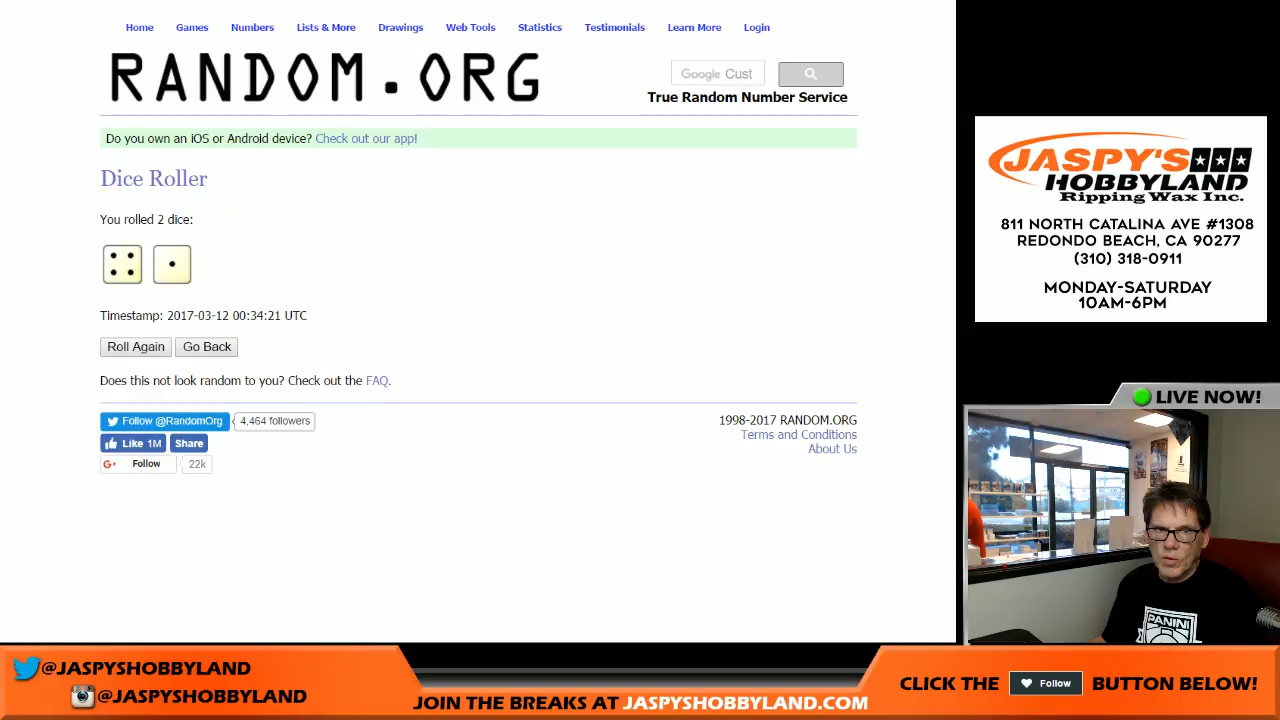 Home Games Numbers Lists & More Drawings Web Tools Statistics Testimonials Learn More Login
RANDOM.ORG
Google Cust
True Random Number Service
Do you own an iOS or Android device? Check out our app!
Dice Roller
You rolled 2 dice:
Timestamp: 2017-03-12 00:34:21 UTC
Roll Again Go Back
Does this not look random to you? Check out the FAQ.
Follow @RandomOrg 4,464 followers
Like 1M Share
G+ Follow 22k
1998-2017 RANDOM.ORG
Terms and Conditions
About Us
JASPY'S
HOBBYLAND
Ripping Wax Inc.
811 NORTH CATALINA AVE #1308
REDONDO BEACH, CA 90277
(310) 318-0911
MONDAY-SATURDAY
10AM-6PM
LIVE NOW!
PANINI
@JASPYSHOBBYLAND
@JASPYSHOBBYLAND
JOIN THE BREAKS AT JASPYSHOBBYLAND.COM
CLICK THE Follow BUTTON BELOW!